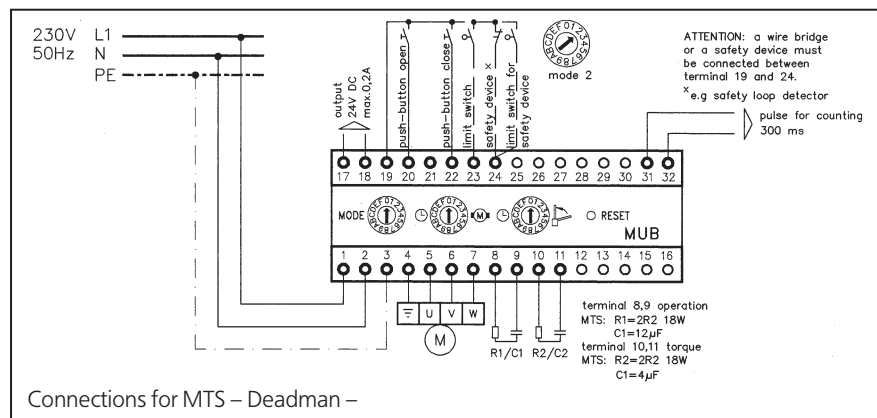 230V L1
50Hz N
PE
output
24V DC
max.0,2A
push-button open
push-button close
limit switch
safety device x
limit switch for
safety device
0123456789ABCDEF
mode 2
ATTENTION: a wire bridge
or a safety device must
be connected between
terminal 19 and 24.
x e.g safety loop detector
pulse for counting
300 ms
17 18 19 20 21 22 23 24 25 26 27 28 29 30 31 32
MODE 0123456789ABCDEF 0123456789ABCDEF M 0123456789ABCDEF RESET
MUB
1 2 3 4 5 6 7 8 9 10 11 12 13 14 15 16
U V W
M
R1/C1 R2/C2
terminal 8,9 operation
MTS: R1=2R2 18W
C1=12µF
terminal 10,11 torque
MTS: R2=2R2 18W
C1=4µF
Connections for MTS – Deadman –